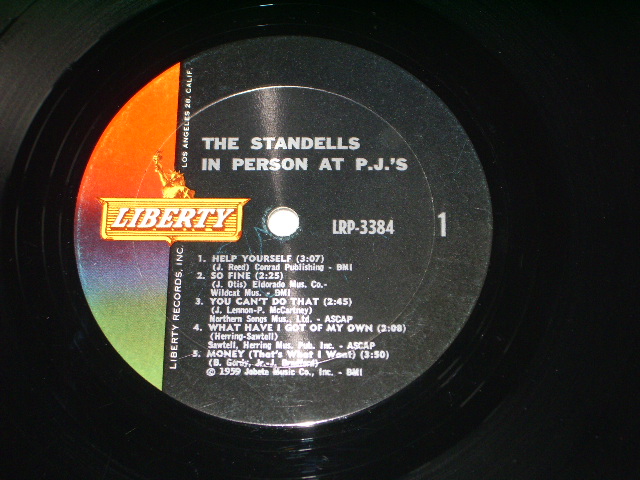 THE STANDELLS
IN PERSON AT P.J.'S
LIBERTY
LRP-3384 1
1. HELP YOURSELF (3:07)
(J. Reed) Conrad Publishing - BMI
2. SO FINE (2:25)
(J. Otis) Eldorado Mus. Co.-
Wildcat Mus. - BMI
3. YOU CAN'T DO THAT (2:45)
(J. Lennon-P. McCartney)
Northern Songs Mus., Ltd. - ASCAP
4. WHAT HAVE I GOT OF MY OWN (2:08)
(Herring-Sawtell)
Sawtell, Herring Mus. Pub. Inc. - ASCAP
5. MONEY (That's What I Want) (3:50)
(B. Gordy, Jr.-J. Bradford)
© 1959 Jobete Music Co., Inc. - BMI
LIBERTY RECORDS, INC. LOS ANGELES 28, CALIF.